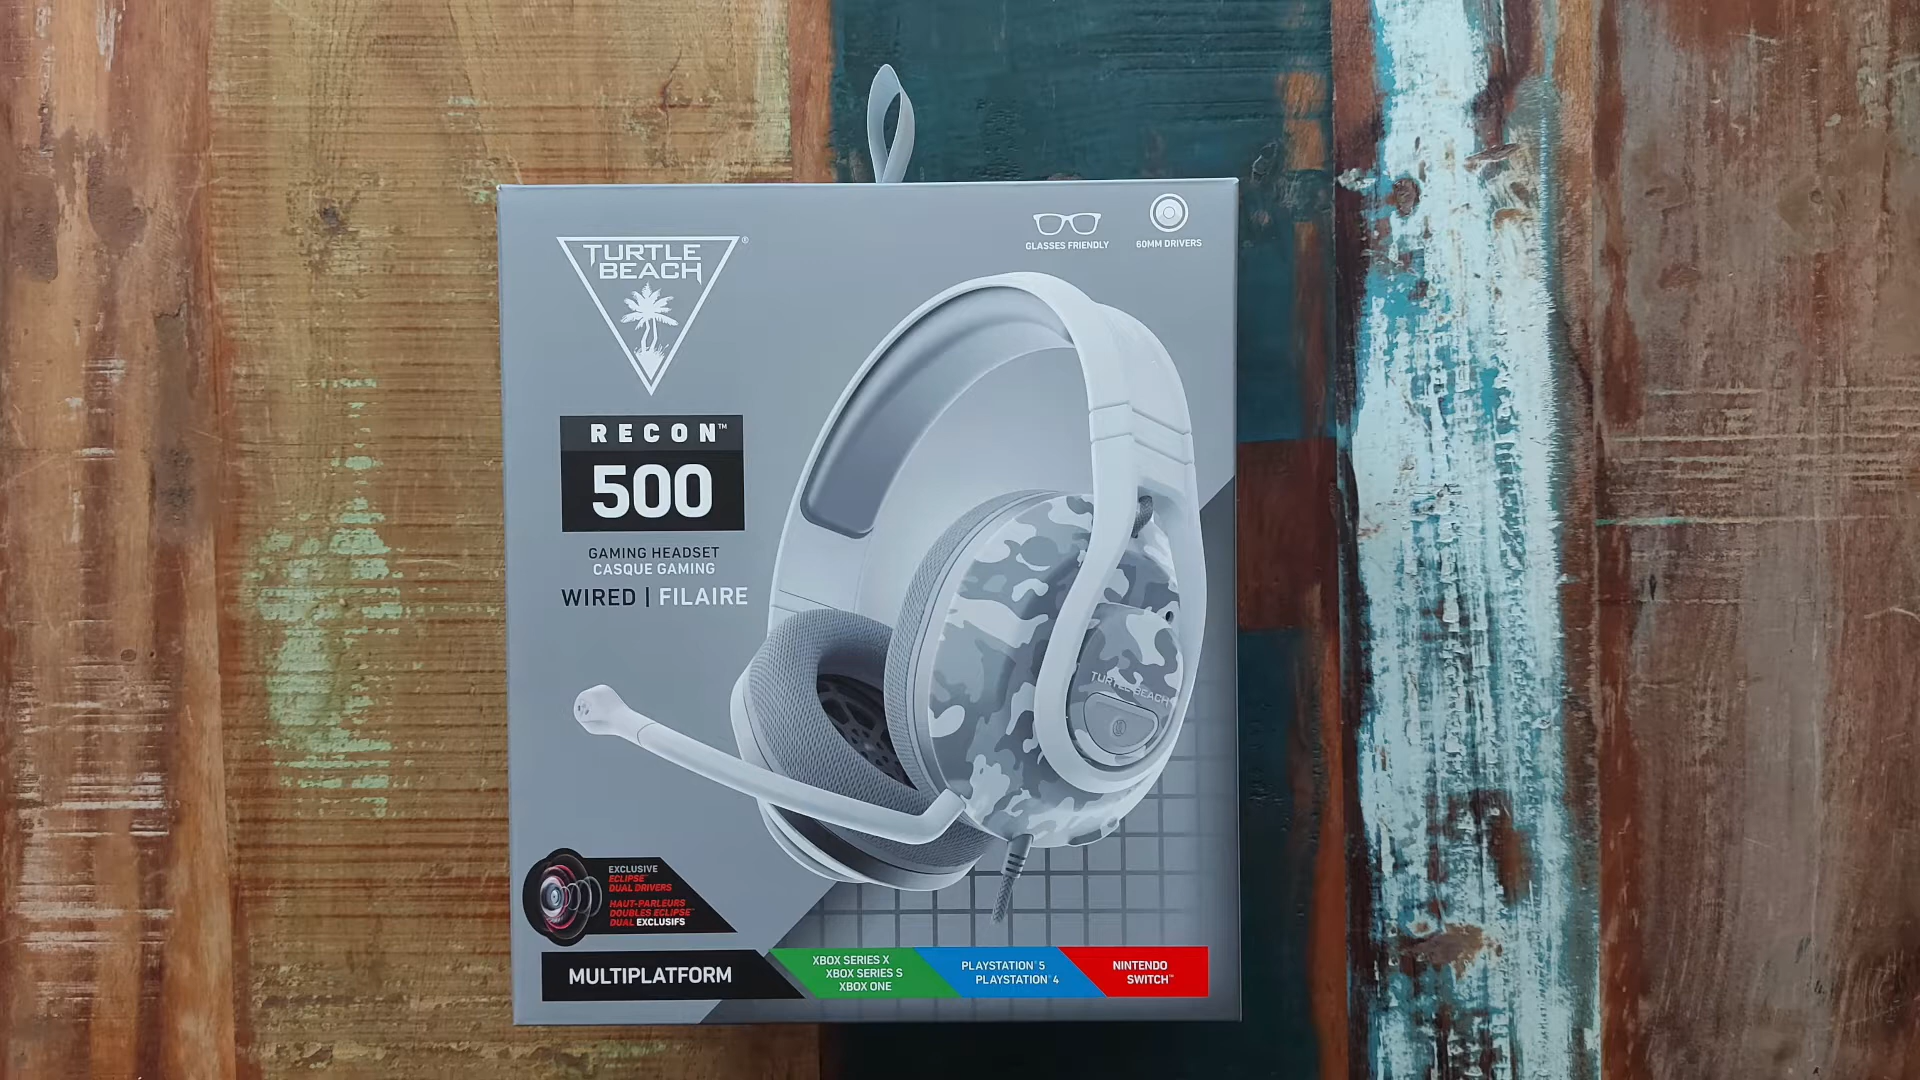 GLASSES FRIENDLY
60MM DRIVERS
TURTLE
BEACH®
RECON™
500
GAMING HEADSET
CASQUE GAMING
WIRED | FILAIRE
TURTLE BEACH
EXCLUSIVE
ECLIPSE™
DUAL DRIVERS
HAUT-PARLEURS
DOUBLES ECLIPSE™
DUAL EXCLUSIFS
MULTIPLATFORM
XBOX SERIES X
XBOX SERIES S
XBOX ONE
PLAYSTATION®5
PLAYSTATION®4
NINTENDO
SWITCH™